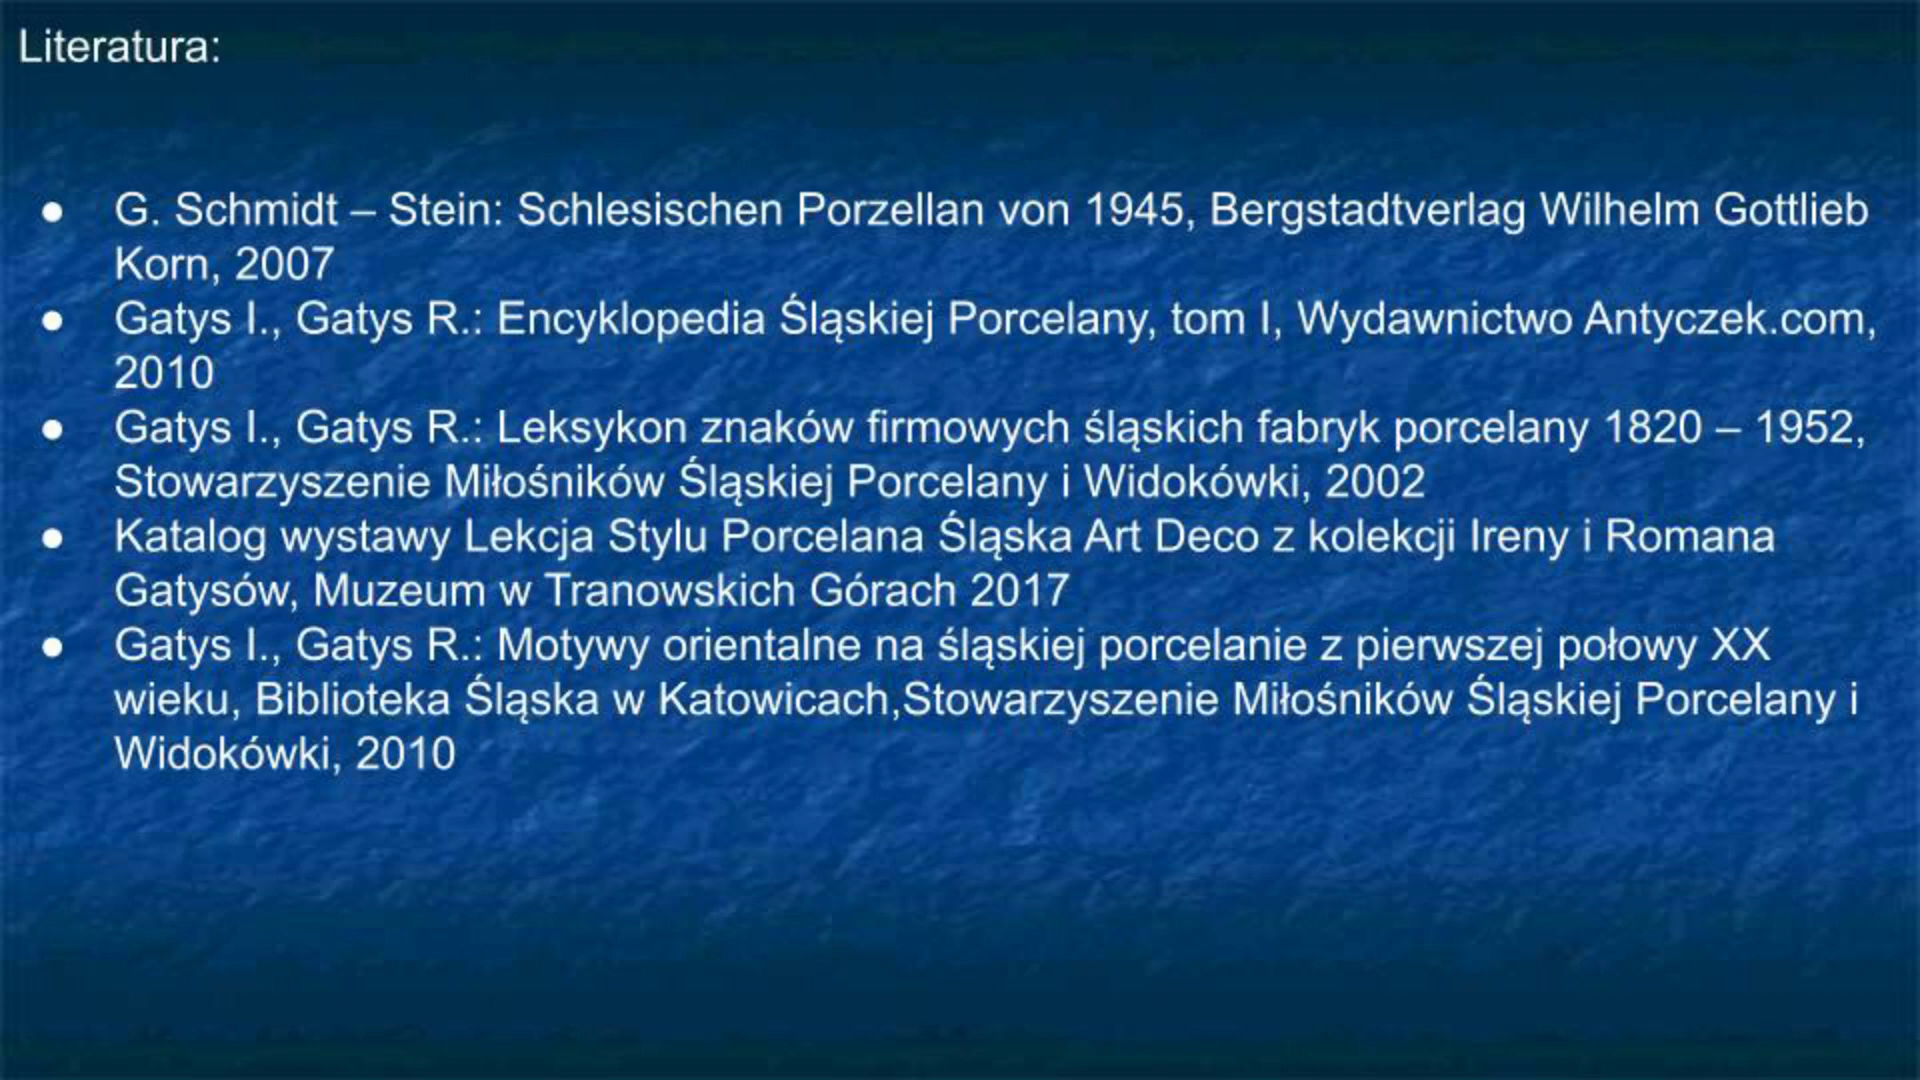 Literatura:
● G. Schmidt – Stein: Schlesischen Porzellan von 1945, Bergstadtverlag Wilhelm Gottlieb
Korn, 2007
● Gatys I., Gatys R.: Encyklopedia Śląskiej Porcelany, tom I, Wydawnictwo Antyczek.com,
2010
● Gatys I., Gatys R.: Leksykon znaków firmowych śląskich fabryk porcelany 1820 – 1952,
Stowarzyszenie Miłośników Śląskiej Porcelany i Widokówki, 2002
● Katalog wystawy Lekcja Stylu Porcelana Śląska Art Deco z kolekcji Ireny i Romana
Gatysów, Muzeum w Tranowskich Górach 2017
● Gatys I., Gatys R.: Motywy orientalne na śląskiej porcelanie z pierwszej połowy XX
wieku, Biblioteka Śląska w Katowicach,Stowarzyszenie Miłośników Śląskiej Porcelany i
Widokówki, 2010